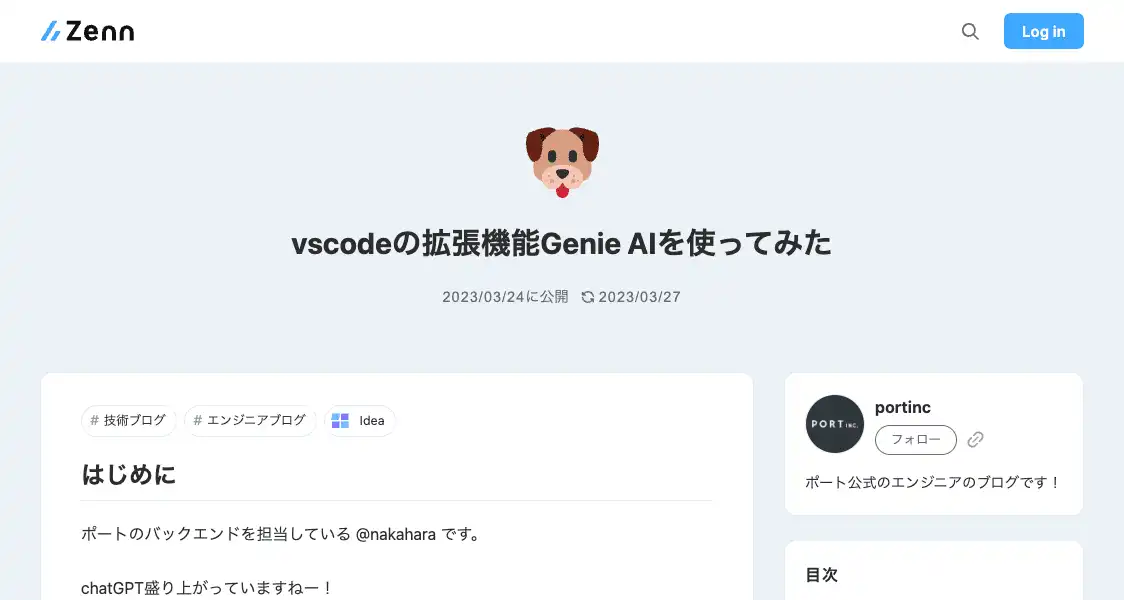 Zenn
Log in
vscodeの拡張機能Genie AIを使ってみた
2023/03/24に公開 2023/03/27
# 技術ブログ # エンジニアブログ Idea
はじめに
ポートのバックエンドを担当している @nakahara です。
chatGPT盛り上がっていますねー！
PORT INC.
portinc
フォロー
ポート公式のエンジニアのブログです！
目次